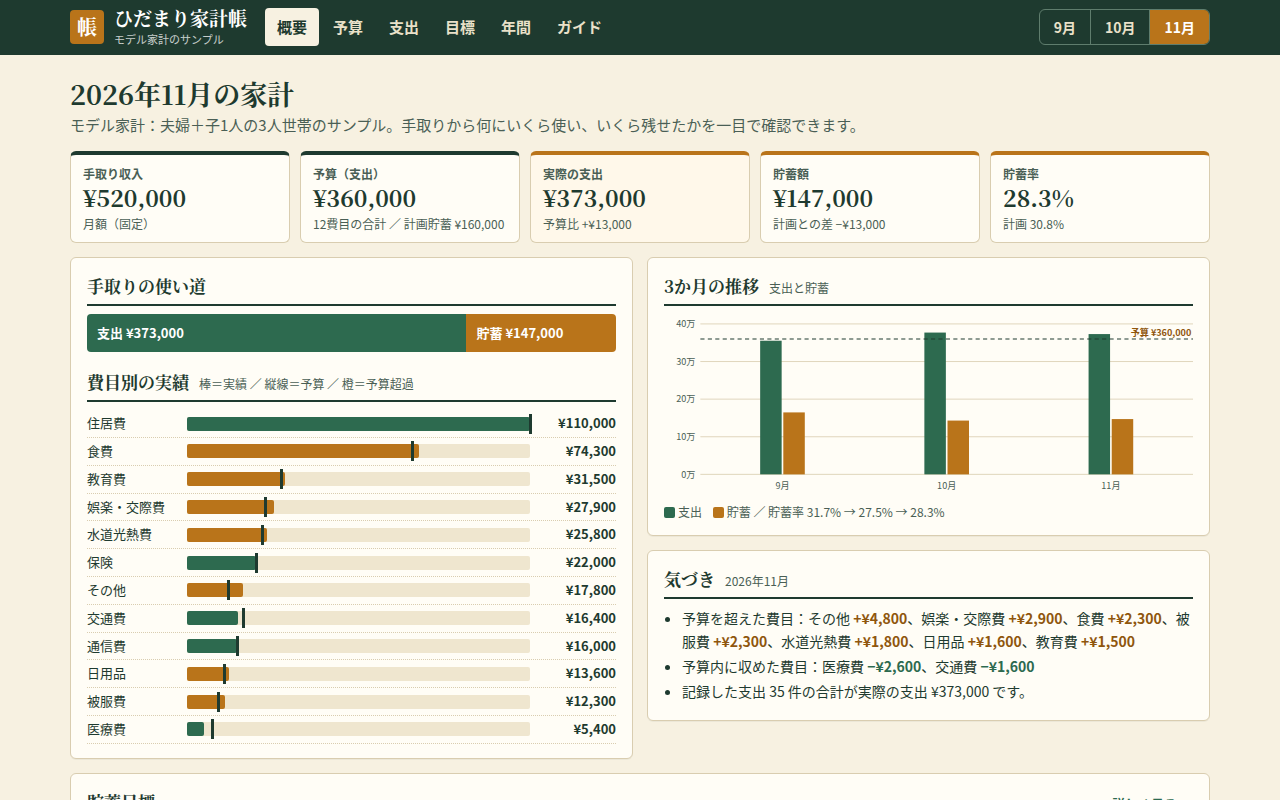 帳
ひだまり家計帳
モデル家計のサンプル
概要 予算 支出 目標 年間 ガイド
9月 10月 11月
2026年11月の家計
モデル家計：夫婦＋子1人の3人世帯のサンプル。手取りから何にいくら使い、いくら残せたかを一目で確認できます。
手取り収入
¥520,000
月額（固定）
予算（支出）
¥360,000
12費目の合計 ／ 計画貯蓄 ¥160,000
実際の支出
¥373,000
予算比 +¥13,000
貯蓄額
¥147,000
計画との差 −¥13,000
貯蓄率
28.3%
計画 30.8%
手取りの使い道
支出 ¥373,000 貯蓄 ¥147,000
費目別の実績 棒＝実績 ／ 縦線＝予算 ／ 橙＝予算超過
住居費 ¥110,000
食費 ¥74,300
教育費 ¥31,500
娯楽・交際費 ¥27,900
水道光熱費 ¥25,800
保険 ¥22,000
その他 ¥17,800
交通費 ¥16,400
通信費 ¥16,000
日用品 ¥13,600
被服費 ¥12,300
医療費 ¥5,400
3か月の推移 支出と貯蓄
40万
予算 ¥360,000
30万
20万
10万
0万
9月 10月 11月
支出 貯蓄 ／ 貯蓄率 31.7% → 27.5% → 28.3%
気づき 2026年11月
予算を超えた費目：その他 +¥4,800、娯楽・交際費 +¥2,900、食費 +¥2,300、被
服費 +¥2,300、水道光熱費 +¥1,800、日用品 +¥1,600、教育費 +¥1,500
予算内に収めた費目：医療費 −¥2,600、交通費 −¥1,600
記録した支出 35 件の合計が実際の支出 ¥373,000 です。
貯蓄目標